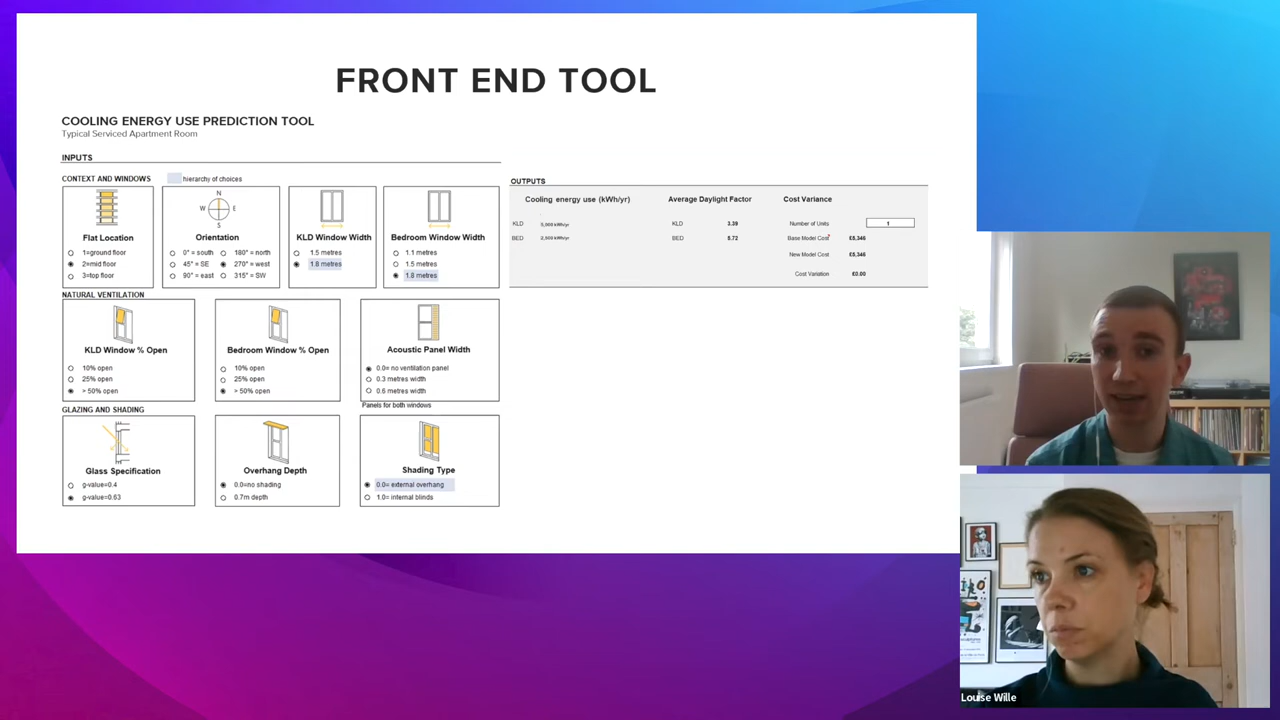 FRONT END TOOL
COOLING ENERGY USE PREDICTION TOOL
Typical Serviced Apartment Room
INPUTS
CONTEXT AND WINDOWS
hierarchy of choices
N
W E
S
Flat Location
1=ground floor
2=mid floor
3=top floor
Orientation
0° = south 180° = north
45° = SE 270° = west
90° = east 315° = SW
KLD Window Width
1.5 metres
1.8 metres
Bedroom Window Width
1.1 metres
1.5 metres
1.8 metres
NATURAL VENTILATION
KLD Window % Open
10% open
25% open
> 50% open
Bedroom Window % Open
10% open
25% open
> 50% open
Acoustic Panel Width
0.0= no ventilation panel
0.3 metres width
0.6 metres width
Panels for both windows
GLAZING AND SHADING
Glass Specification
g-value=0.4
g-value=0.63
Overhang Depth
0.0=no shading
0.7m depth
Shading Type
0.0= external overhang
1.0= internal blinds
OUTPUTS
Cooling energy use (kWh/yr) Average Daylight Factor Cost Variance
KLD KLD 3.39 Number of Units 1
BED BED 5.72 Base Model Cost £5,346
New Model Cost £5,346
Cost Variation £0.00
Louise Wille